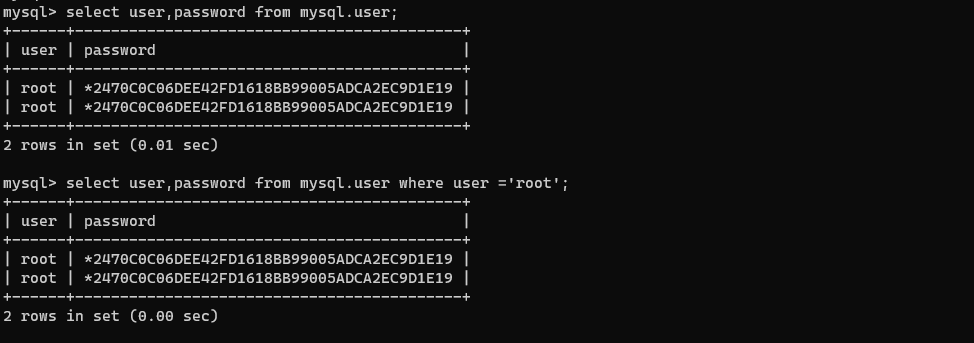 mysql> select user,password from mysql.user;
+------+-------------------------------------------+
| user | password                                  |
+------+-------------------------------------------+
| root | *2470C0C06DEE42FD1618BB99005ADCA2EC9D1E19 |
| root | *2470C0C06DEE42FD1618BB99005ADCA2EC9D1E19 |
+------+-------------------------------------------+
2 rows in set (0.01 sec)
mysql> select user,password from mysql.user where user ='root';
+------+-------------------------------------------+
| user | password                                  |
+------+-------------------------------------------+
| root | *2470C0C06DEE42FD1618BB99005ADCA2EC9D1E19 |
| root | *2470C0C06DEE42FD1618BB99005ADCA2EC9D1E19 |
+------+-------------------------------------------+
2 rows in set (0.00 sec)